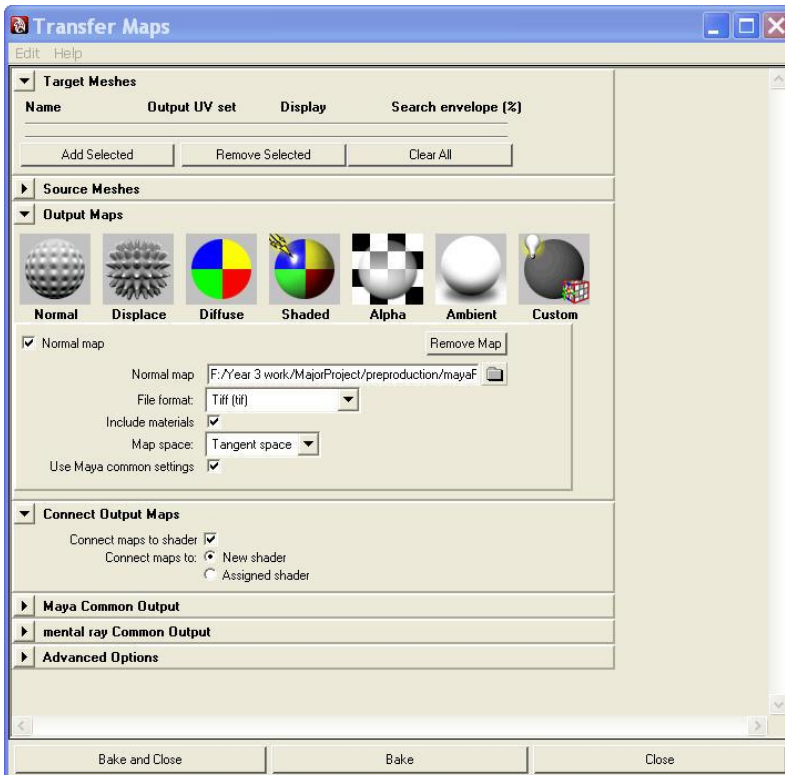 Transfer Maps
Edit Help
Target Meshes
Name Output UV set Display Search envelope (%)
Add Selected Remove Selected Clear All
Source Meshes
Output Maps
Normal Displace Diffuse Shaded Alpha Ambient Custom
Normal map Remove Map
Normal map F:/Year 3 work/MajorProject/preproduction/mayaF
File format: Tiff (tif)
Include materials
Map space: Tangent space
Use Maya common settings
Connect Output Maps
Connect maps to shader
Connect maps to: New shader
Assigned shader
Maya Common Output
mental ray Common Output
Advanced Options
Bake and Close Bake Close